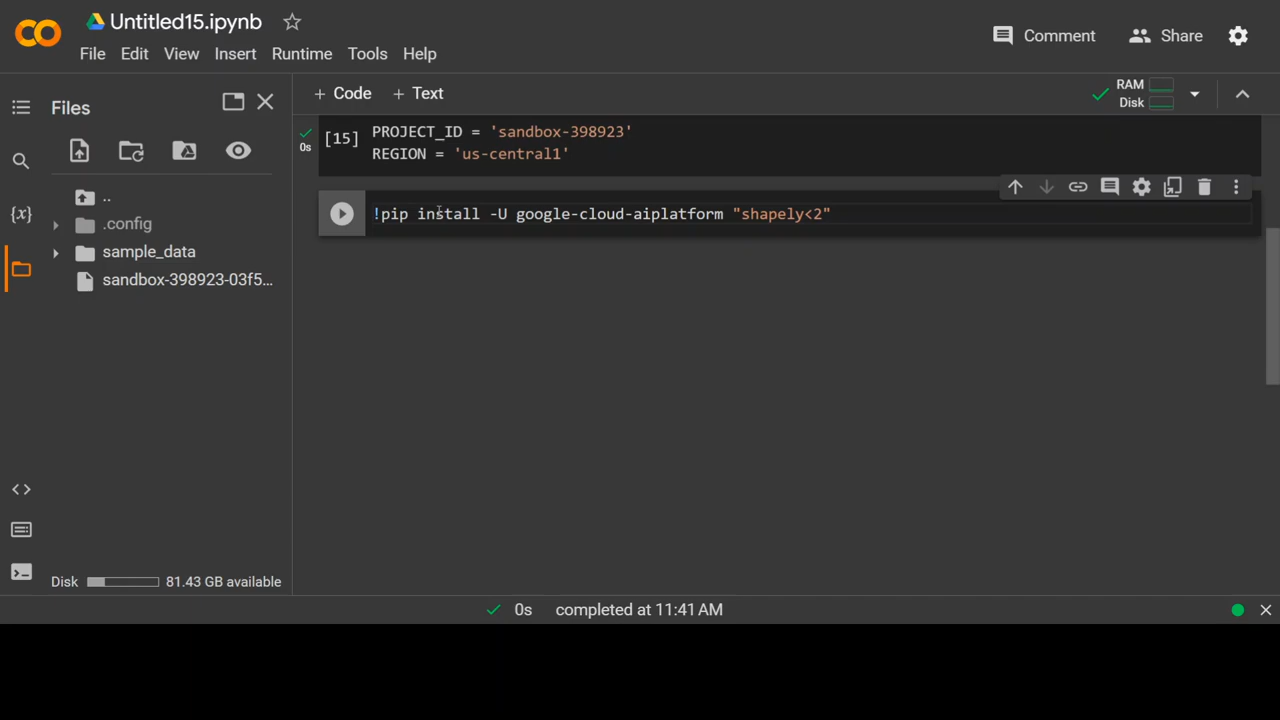 Untitled15.ipynb
File Edit View Insert Runtime Tools Help
Comment
Share
Files
+ Code + Text
RAM
Disk
..
.config
sample_data
sandbox-398923-03f5...
0s
[15]
PROJECT_ID = 'sandbox-398923'
REGION = 'us-central1'
!pip install -U google-cloud-aiplatform "shapely<2"
{x}
<>
Disk 81.43 GB available
0s completed at 11:41 AM